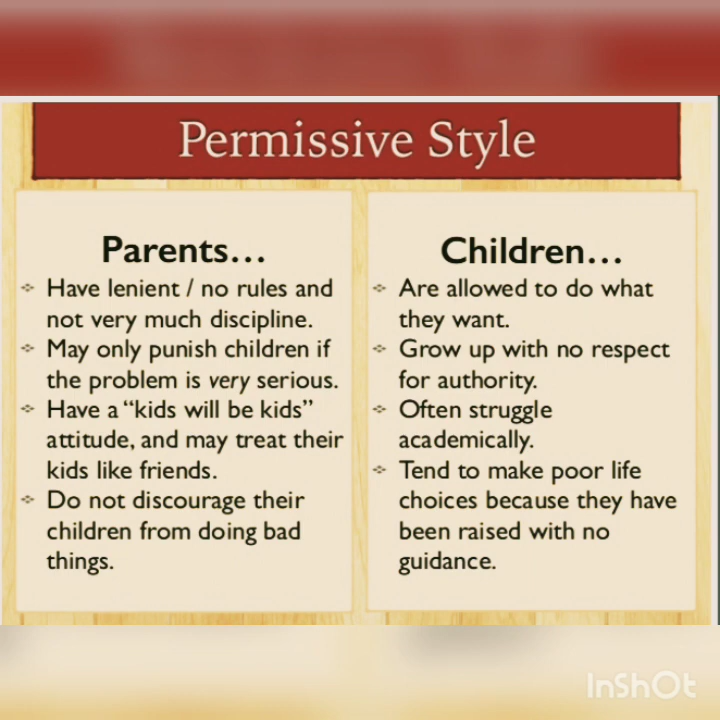 Permissive Style
Parents...
Have lenient / no rules and
not very much discipline.
May only punish children if
the problem is very serious.
Have a “kids will be kids”
attitude, and may treat their
kids like friends.
Do not discourage their
children from doing bad
things.
Children...
Are allowed to do what
they want.
Grow up with no respect
for authority.
Often struggle
academically.
Tend to make poor life
choices because they have
been raised with no
guidance.
InShOt